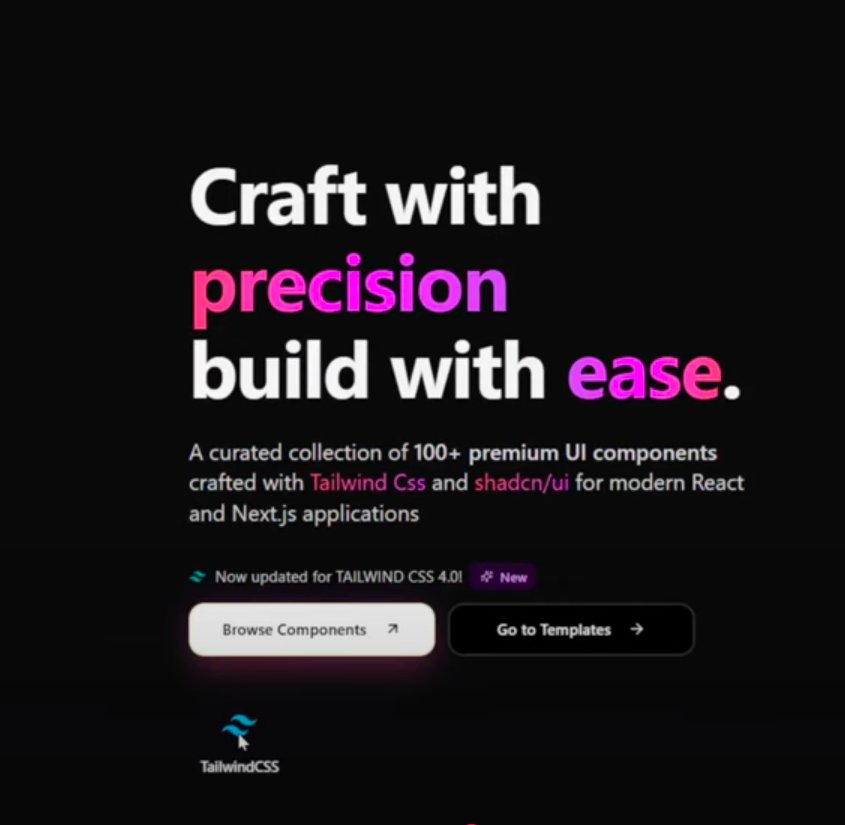 Craft with
precision
build with ease.
A curated collection of 100+ premium UI components
crafted with Tailwind Css and shadcn/ui for modern React
and Next.js applications
Now updated for TAILWIND CSS 4.0! New
Browse Components
Go to Templates
TailwindCSS